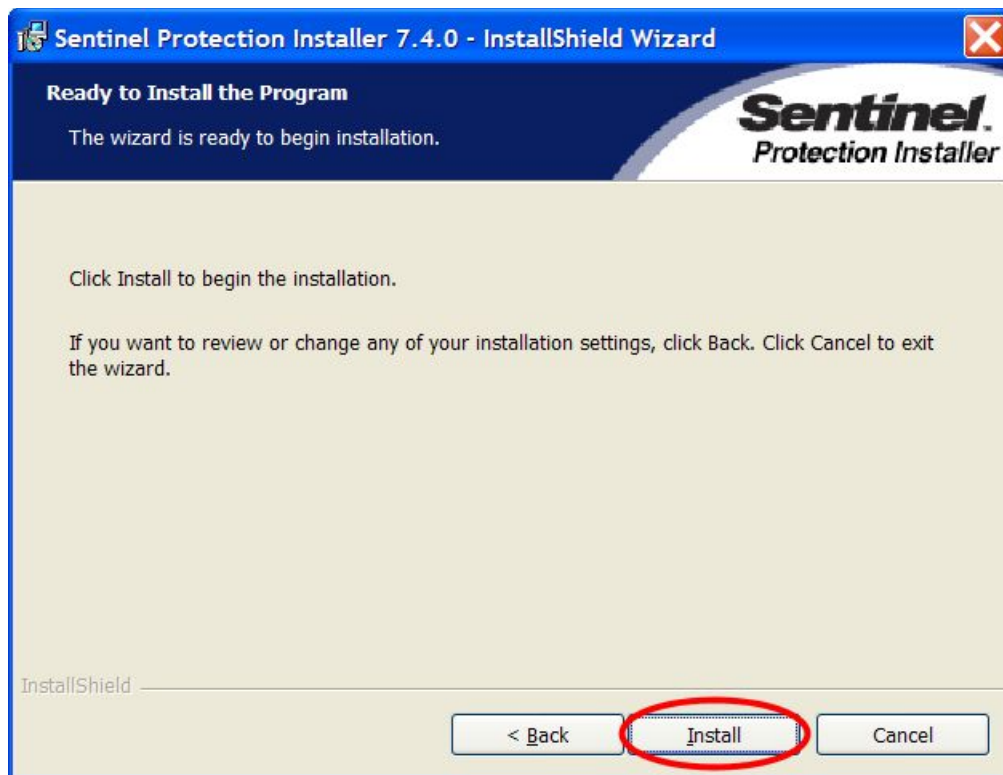 Sentinel Protection Installer 7.4.0 - InstallShield Wizard
Ready to Install the Program
The wizard is ready to begin installation.
Sentinel.
Protection Installer
Click Install to begin the installation.
If you want to review or change any of your installation settings, click Back. Click Cancel to exit
the wizard.
InstallShield
< Back
Install
Cancel